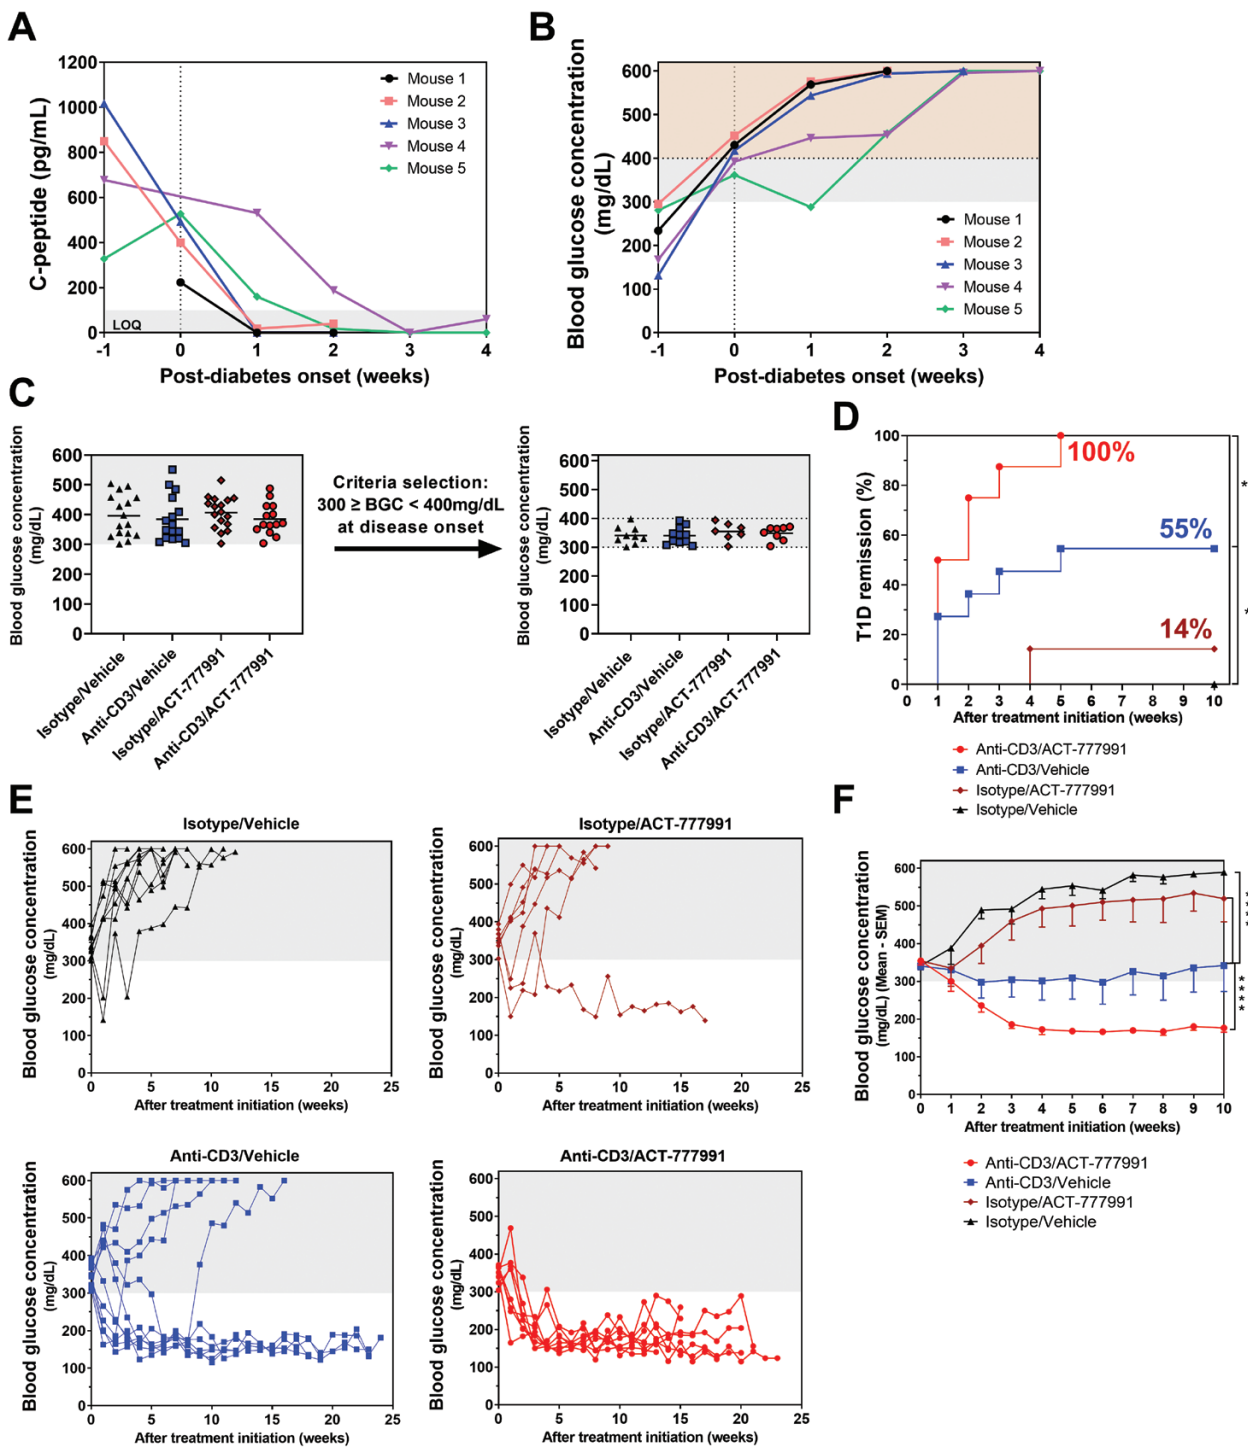 A
C-peptide (pg/mL)
1200
1000
800
600
400
200
0
LOQ
Mouse 1
Mouse 2
Mouse 3
Mouse 4
Mouse 5
-1 0 1 2 3 4
Post-diabetes onset (weeks)
B
Blood glucose concentration
(mg/dL)
600
500
400
300
200
100
0
Mouse 1
Mouse 2
Mouse 3
Mouse 4
Mouse 5
-1 0 1 2 3 4
Post-diabetes onset (weeks)
C
Blood glucose concentration
(mg/dL)
600
500
400
300
200
100
0
Isotype/Vehicle
Anti-CD3/Vehicle
Isotype/ACT-777991
Anti-CD3/ACT-777991
Criteria selection:
300 ≥ BGC < 400mg/dL
at disease onset
Blood glucose concentration
(mg/dL)
600
500
400
300
200
100
0
Isotype/Vehicle
Anti-CD3/Vehicle
Isotype/ACT-777991
Anti-CD3/ACT-777991
D
T1D remission (%)
100
80
60
40
20
0
100%
55%
14%
*
*
0 1 2 3 4 5 6 7 8 9 10
After treatment initiation (weeks)
Anti-CD3/ACT-777991
Anti-CD3/Vehicle
Isotype/ACT-777991
Isotype/Vehicle
E
Isotype/Vehicle
Blood glucose concentration
(mg/dL)
600
500
400
300
200
100
0
0 5 10 15 20 25
After treatment initiation (weeks)
Isotype/ACT-777991
Blood glucose concentration
(mg/dL)
600
500
400
300
200
100
0
0 5 10 15 20 25
After treatment initiation (weeks)
Anti-CD3/Vehicle
Blood glucose concentration
(mg/dL)
600
500
400
300
200
100
0
0 5 10 15 20 25
After treatment initiation (weeks)
Anti-CD3/ACT-777991
Blood glucose concentration
(mg/dL)
600
500
400
300
200
100
0
0 5 10 15 20 25
After treatment initiation (weeks)
F
Blood glucose concentration
(mg/dL) (Mean - SEM)
600
500
400
300
200
100
0
****
****
0 1 2 3 4 5 6 7 8 9 10
After treatment initiation (weeks)
Anti-CD3/ACT-777991
Anti-CD3/Vehicle
Isotype/ACT-777991
Isotype/Vehicle